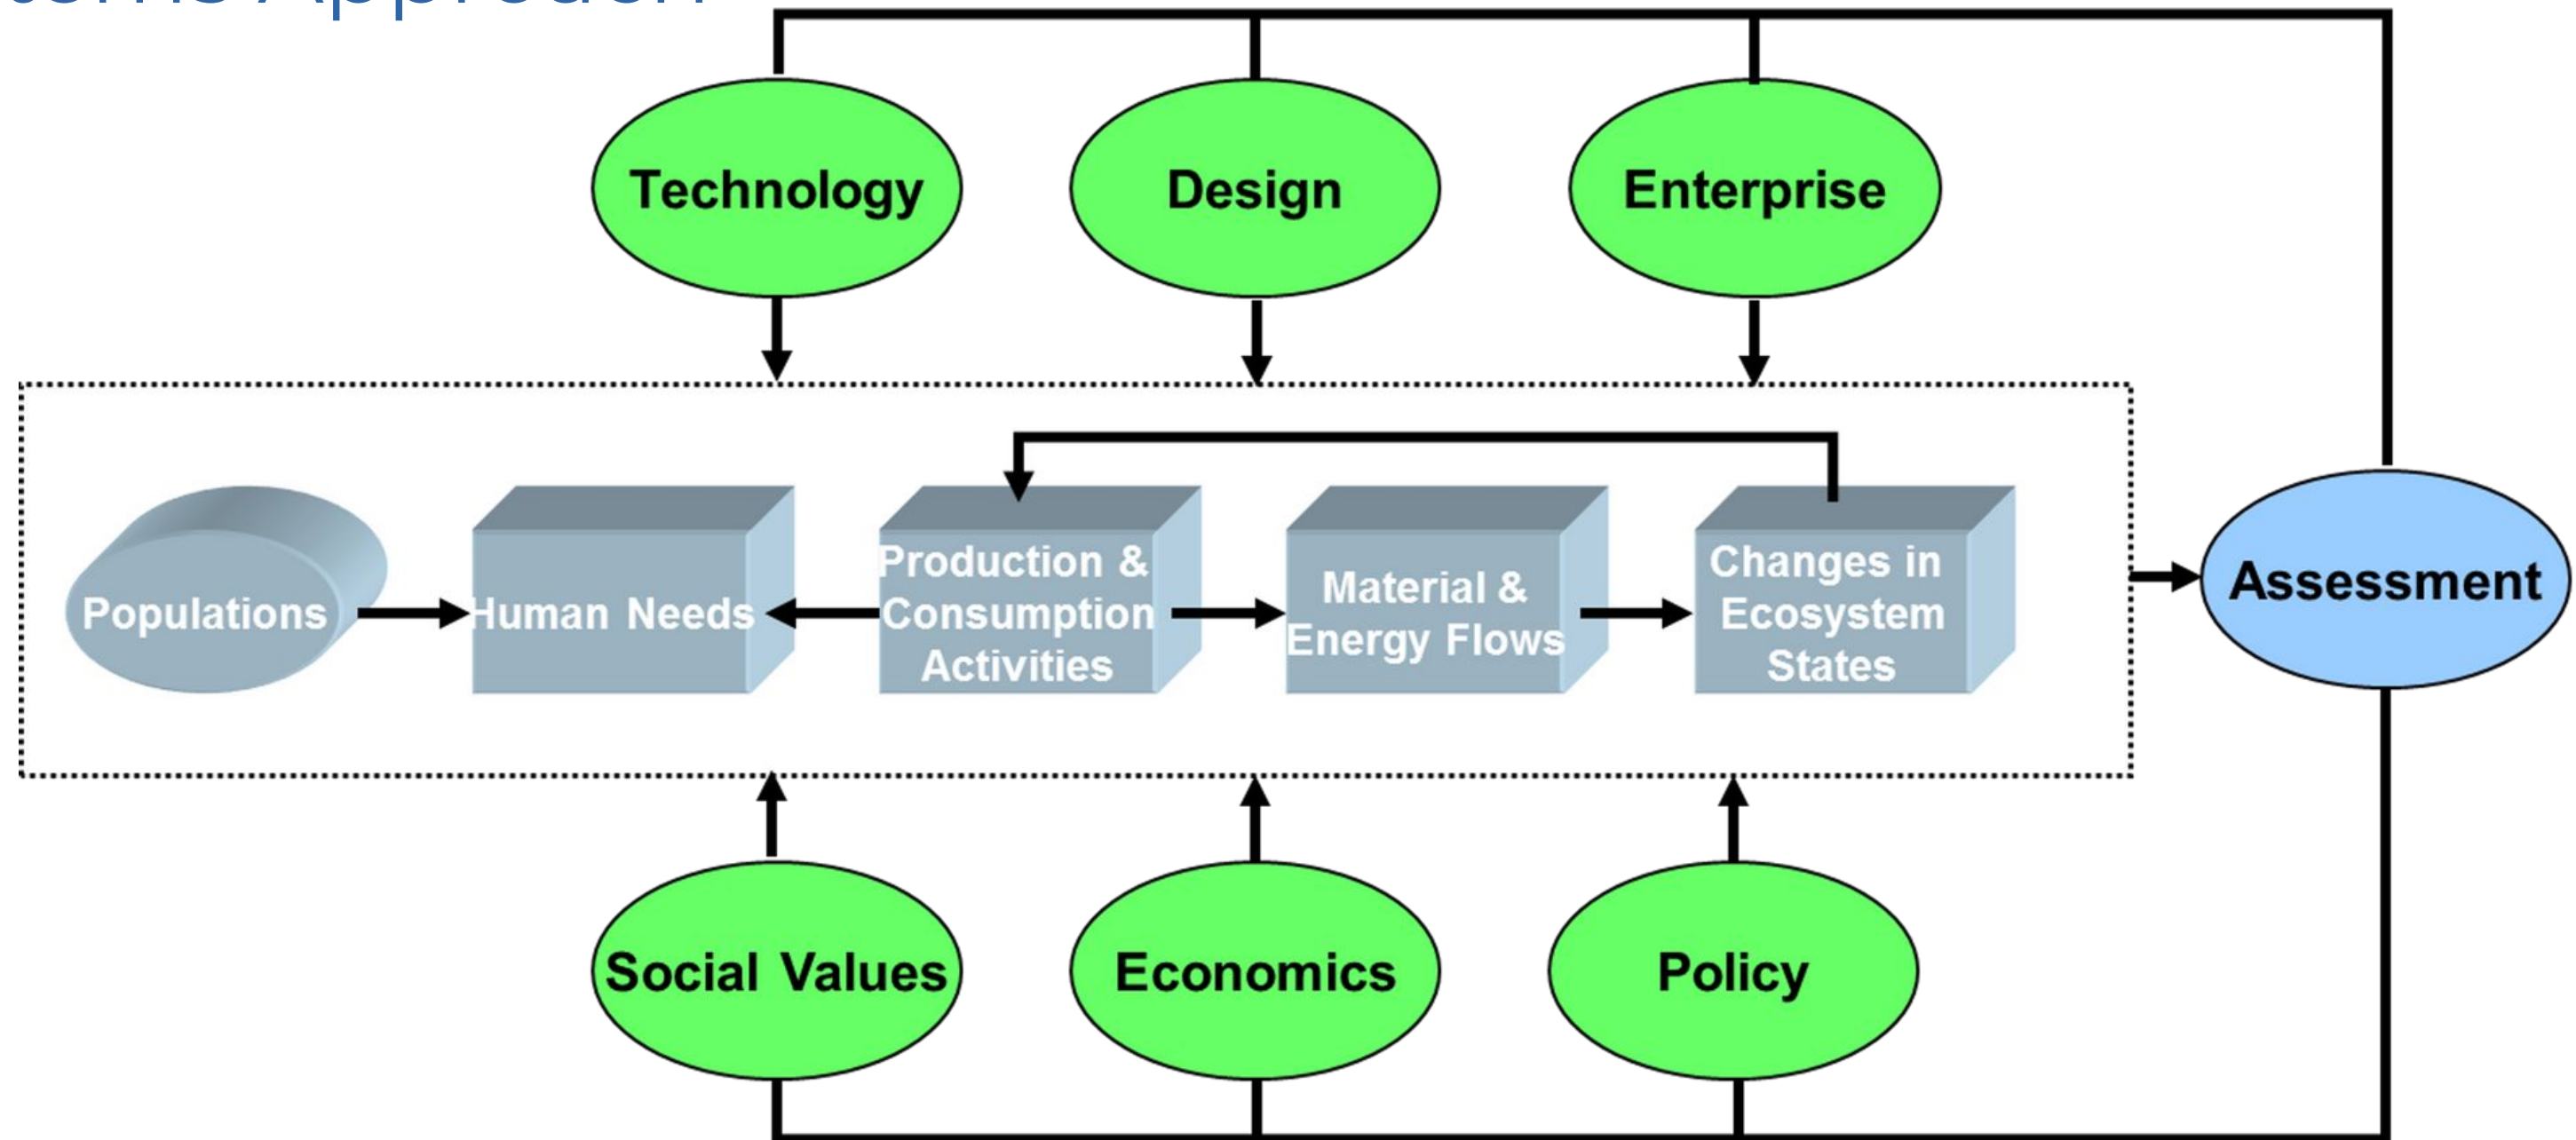 Approach
Technology
Design
Enterprise
Populations
Human Needs
Production &
Consumption
Activities
Material &
Energy Flows
Changes in
Ecosystem
States
Assessment
Social Values
Economics
Policy